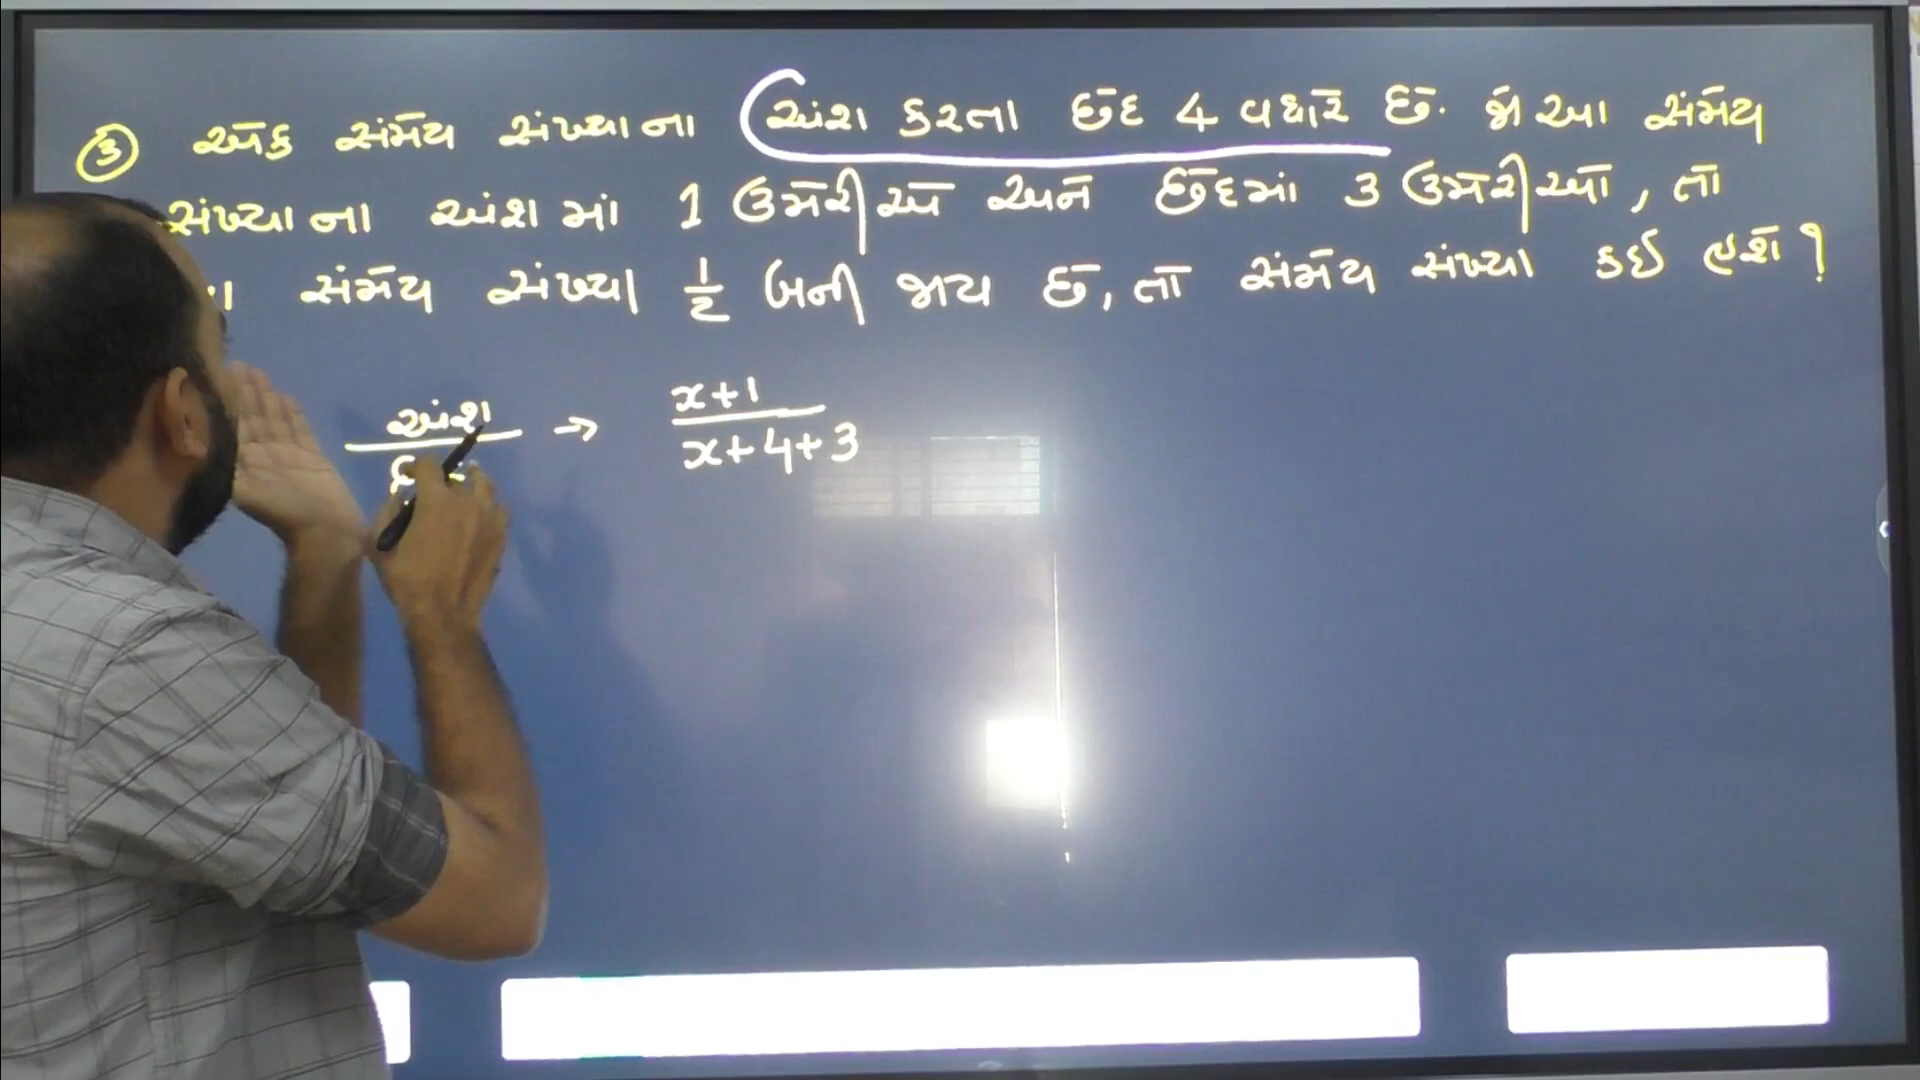 ③ એક સંમેય સંખ્યાના અંશ કરતા છેદ 4 વધારે છે. જો આ સંમેય
સંખ્યાના અંશમાં 1 ઉમેરીએ અને છેદમાં 3 ઉમેરીએ, તો
સંમેય સંખ્યા 1/2 બની જાય છે, તો સંમેય સંખ્યા કઈ હશે?
અંશ → x+1
x+4+3